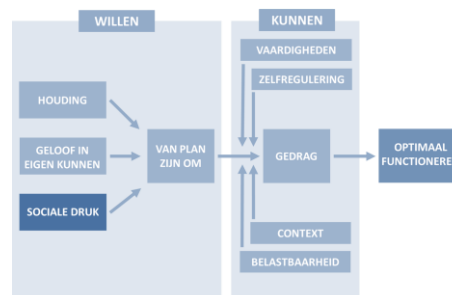 WILLEN
KUNNEN
VAARDIGHEDEN
ZELFREGULERING
HOUDING
GELOOF IN
EIGEN KUNNEN
VAN PLAN
ZIJN OM
GEDRAG
OPTIMAAL
FUNCTIONERE
SOCIALE DRUK
CONTEXT
BELASTBAARHEID